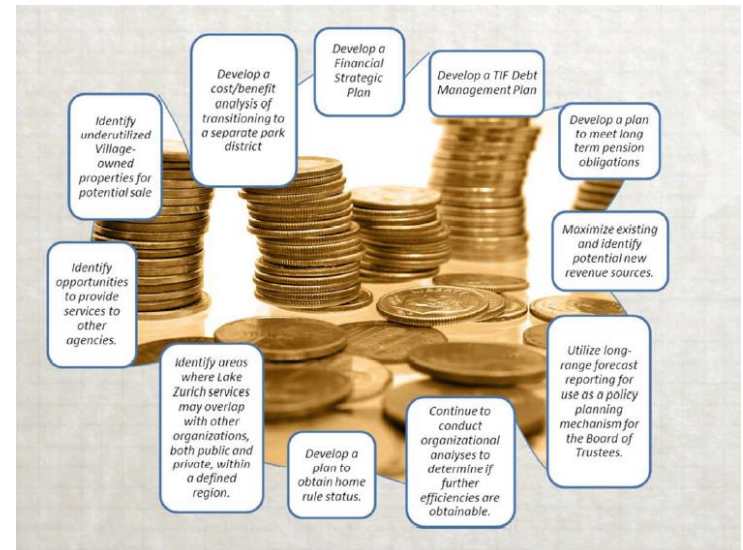 Develop a
Financial
Strategic
Plan
Develop a TIF Debt
Management Plan
Develop a plan
to meet long
term pension
obligations
Maximize existing
and identify
potential new
revenue sources.
Utilize long-
range forecast
reporting for
use as a policy
planning
mechanism for
the Board of
Trustees.
Continue to
conduct
organizational
analyses to
determine if
further
efficiencies are
obtainable.
Develop a
plan to
obtain home
rule status.
Identify areas
where Lake
Zurich services
may overlap
with other
organizations,
both public and
private, within
a defined
region.
Identify
opportunities
to provide
services to
other
agencies.
Identify
underutilized
Village-
owned
properties for
potential sale
Develop a
cost/benefit
analysis of
transitioning to
a separate park
district